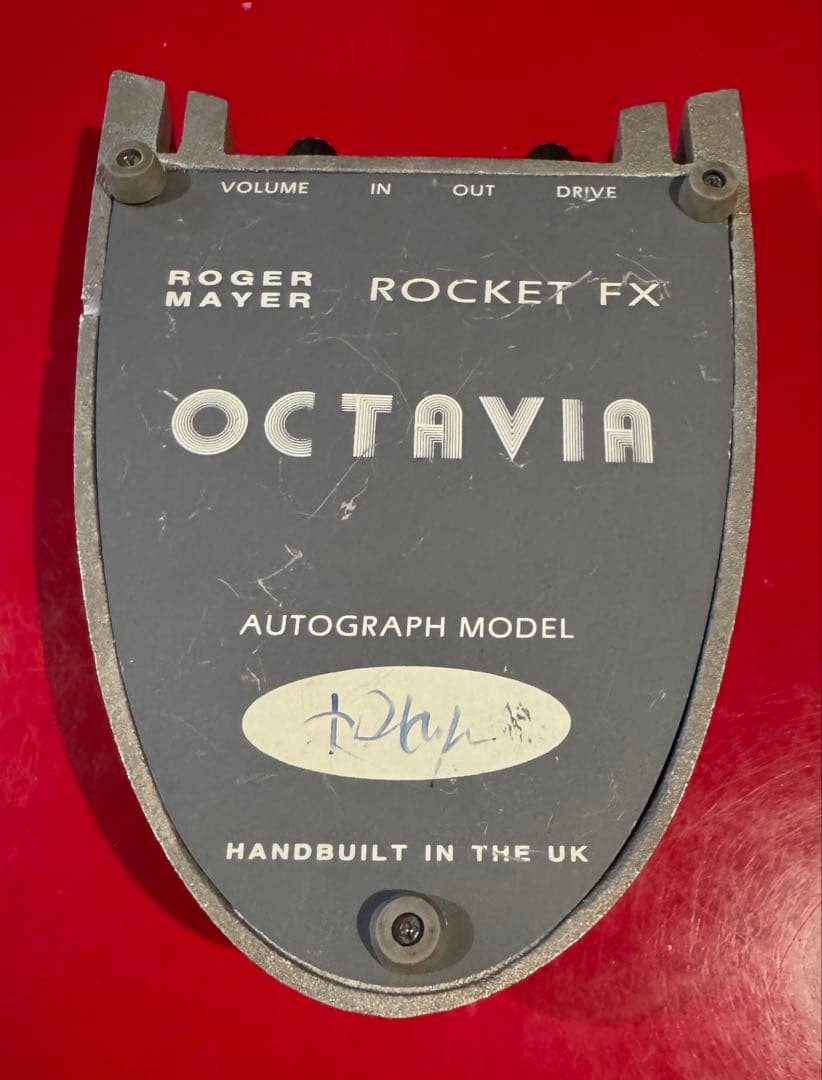 VOLUME IN OUT DRIVE
ROGER
MAYER
ROCKET FX
OCTAVIA
AUTOGRAPH MODEL
HANDBUILT IN THE UK